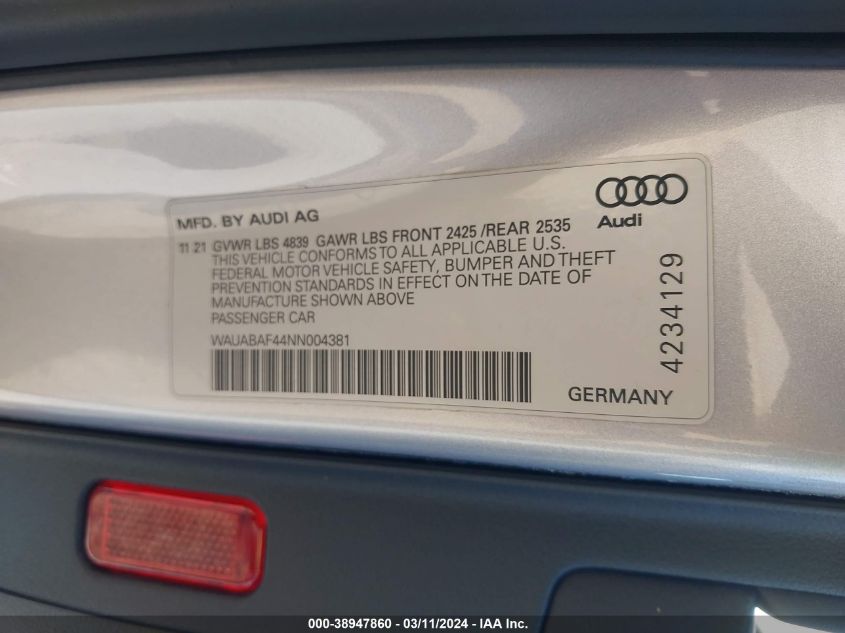 MFD. BY AUDI AG
Audi
11 21 GVWR LBS 4839 GAWR LBS FRONT 2425 /REAR 2535
THIS VEHICLE CONFORMS TO ALL APPLICABLE U.S.
FEDERAL MOTOR VEHICLE SAFETY, BUMPER AND THEFT
PREVENTION STANDARDS IN EFFECT ON THE DATE OF
MANUFACTURE SHOWN ABOVE
PASSENGER CAR
WAUABAF44NN004381
GERMANY
4234129
000-38947860 - 03/11/2024 - IAA Inc.